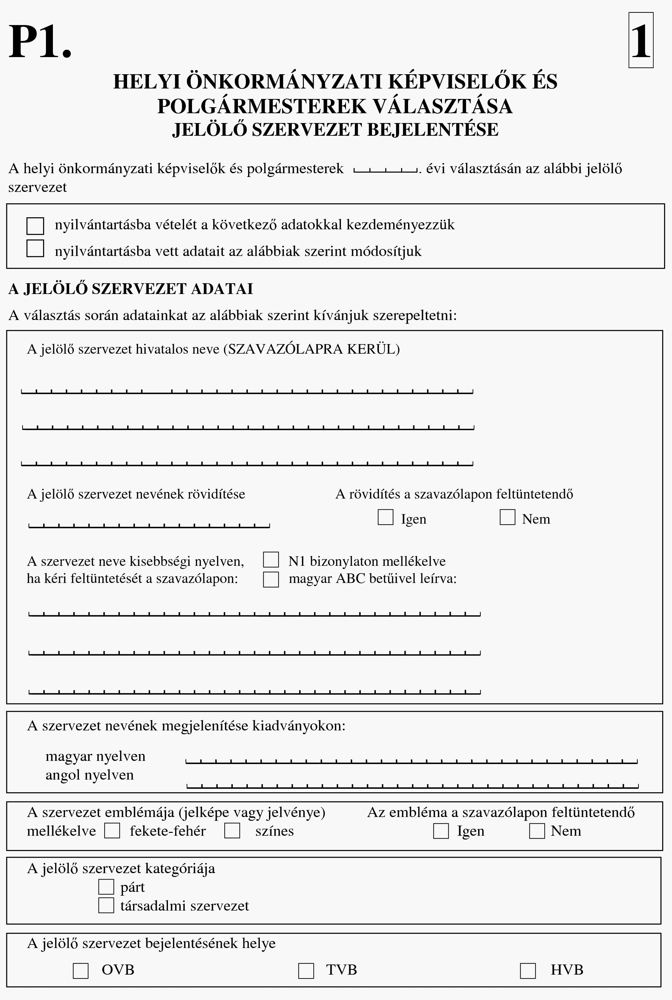 P1.
1
HELYI ÖNKORMÁNYZATI KÉPVISELŐK ÉS
POLGÁRMESTEREK VÁLASZTÁSA
JELÖLŐ SZERVEZET BEJELENTÉSE
A helyi önkormányzati képviselők és polgármesterek . évi választásán az alábbi jelölő
szervezet
nyilvántartásba vételét a következő adatokkal kezdeményezzük
nyilvántartásba vett adatait az alábbiak szerint módosítjuk
A JELÖLŐ SZERVEZET ADATAI
A választás során adatainkat az alábbiak szerint kívánjuk szerepeltetni:
A jelölő szervezet hivatalos neve (SZAVAZÓLAPRA KERÜL)
A jelölő szervezet nevének rövidítése A rövidítés a szavazólapon feltüntetendő
Igen Nem
A szervezet neve kisebbségi nyelven, N1 bizonylaton mellékelve
ha kéri feltüntetését a szavazólapon: magyar ABC betűivel leírva:
A szervezet nevének megjelenítése kiadványokon:
magyar nyelven
angol nyelven
A szervezet emblémája (jelképe vagy jelvénye) Az embléma a szavazólapon feltüntetendő
mellékelve fekete-fehér színes Igen Nem
A jelölő szervezet kategóriája
párt
társadalmi szervezet
A jelölő szervezet bejelentésének helye
OVB TVB HVB